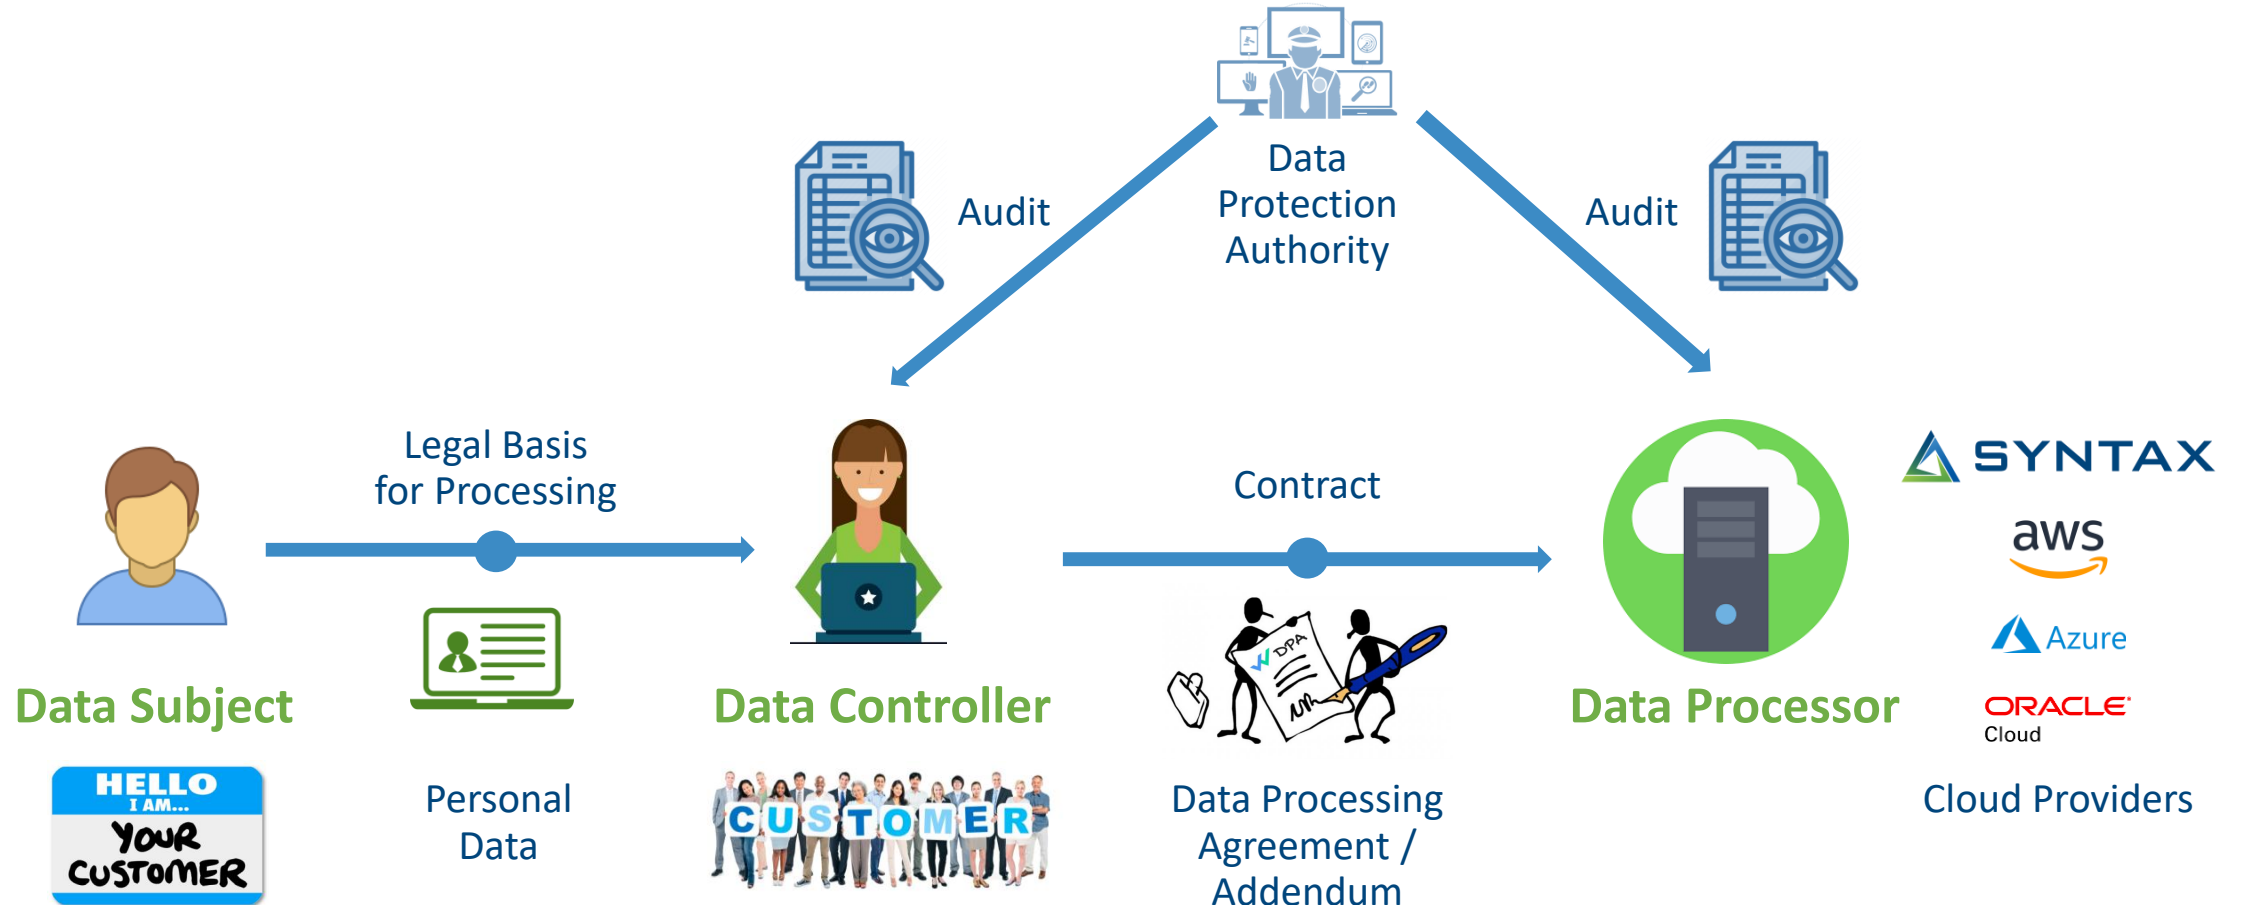 Data
Protection
Authority
Audit
Audit
Legal Basis
for Processing
Contract
SYNTAX
aws
Azure
ORACLE
Cloud
DPA
Data Subject
Data Controller
Data Processor
HELLO
I AM...
YOUR
CUSTOMER
Personal
Data
CUSTOMER
Data Processing
Agreement /
Addendum
Cloud Providers